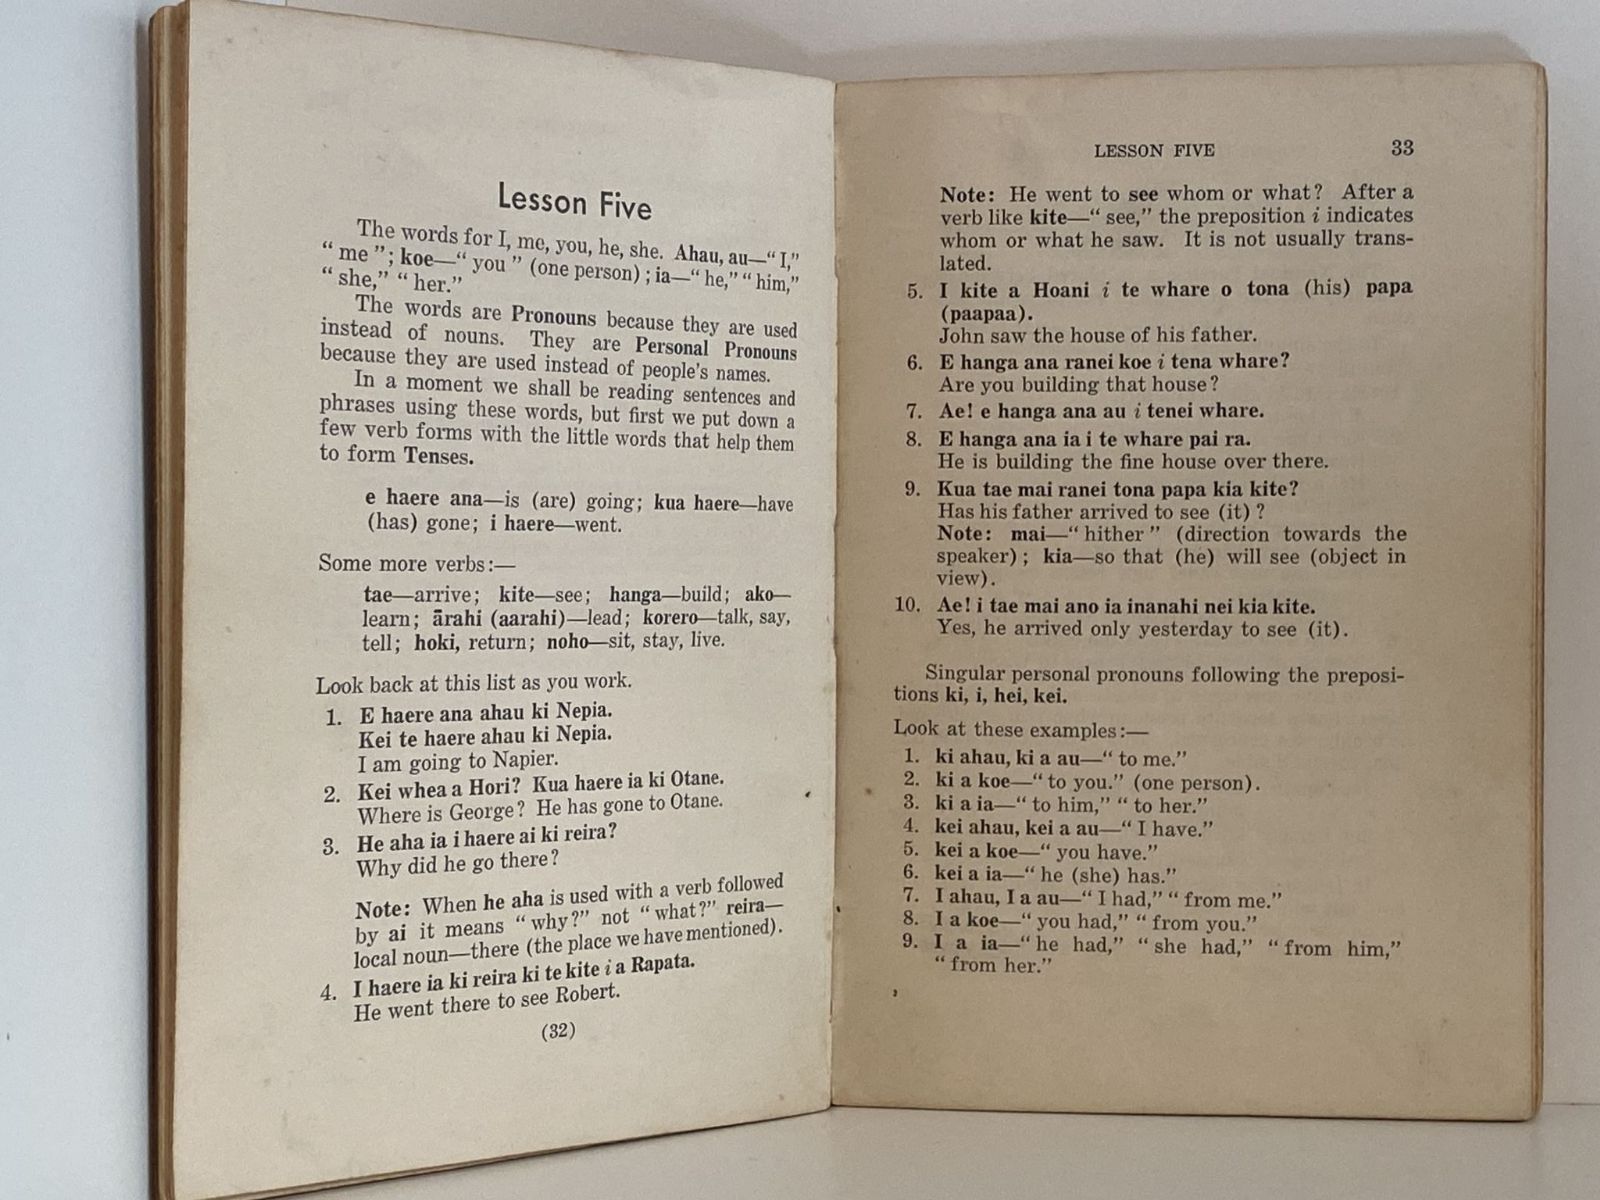 Lesson Five
The words for I, me, you, he, she. Ahau, au—“I,”
“me”; koe—“you” (one person); ia—“he,” “him,”
“she,” “her.”
The words are Pronouns because they are used
instead of nouns. They are Personal Pronouns
because they are used instead of people's names.
In a moment we shall be reading sentences and
phrases using these words, but first we put down a
few verb forms with the little words that help them
to form Tenses.
e haere ana—is (are) going; kua haere—have
(has) gone; i haere—went.
Some more verbs:—
tae—arrive; kite—see; hanga—build; ako—
learn; ārahi (aarahi)—lead; korero—talk, say,
tell; hoki, return; noho—sit, stay, live.
Look back at this list as you work.
1. E haere ana ahau ki Nepia.
Kei te haere ahau ki Nepia.
I am going to Napier.
2. Kei whea a Hori? Kua haere ia ki Otane.
Where is George? He has gone to Otane.
3. He aha ia i haere ai ki reira?
Why did he go there?
Note: When he aha is used with a verb followed
by ai it means “why?” not “what?” reira—
local noun—there (the place we have mentioned).
4. I haere ia ki reira ki te kite i a Rapata.
He went there to see Robert.
(32)
LESSON FIVE 33
Note: He went to see whom or what? After a
verb like kite—“see,” the preposition i indicates
whom or what he saw. It is not usually trans-
lated.
5. I kite a Hoani i te whare o tona (his) papa
(paapaa).
John saw the house of his father.
6. E hanga ana ranei koe i tena whare?
Are you building that house?
7. Ae! e hanga ana au i tenei whare.
8. E hanga ana ia i te whare pai ra.
He is building the fine house over there.
9. Kua tae mai ranei tona papa kia kite?
Has his father arrived to see (it)?
Note: mai—“hither” (direction towards the
speaker); kia—so that (he) will see (object in
view).
10. Ae! i tae mai ano ia inanahi nei kia kite.
Yes, he arrived only yesterday to see (it).
Singular personal pronouns following the preposi-
tions ki, i, hei, kei.
Look at these examples:—
1. ki ahau, ki a au—“to me.”
2. ki a koe—“to you.” (one person).
3. ki a ia—“to him,” “to her.”
4. kei ahau, kei a au—“I have.”
5. kei a koe—“you have.”
6. kei a ia—“he (she) has.”
7. I ahau, I a au—“I had,” “from me.”
8. I a koe—“you had,” “from you.”
9. I a ia—“he had,” “she had,” “from him,”
“from her.”